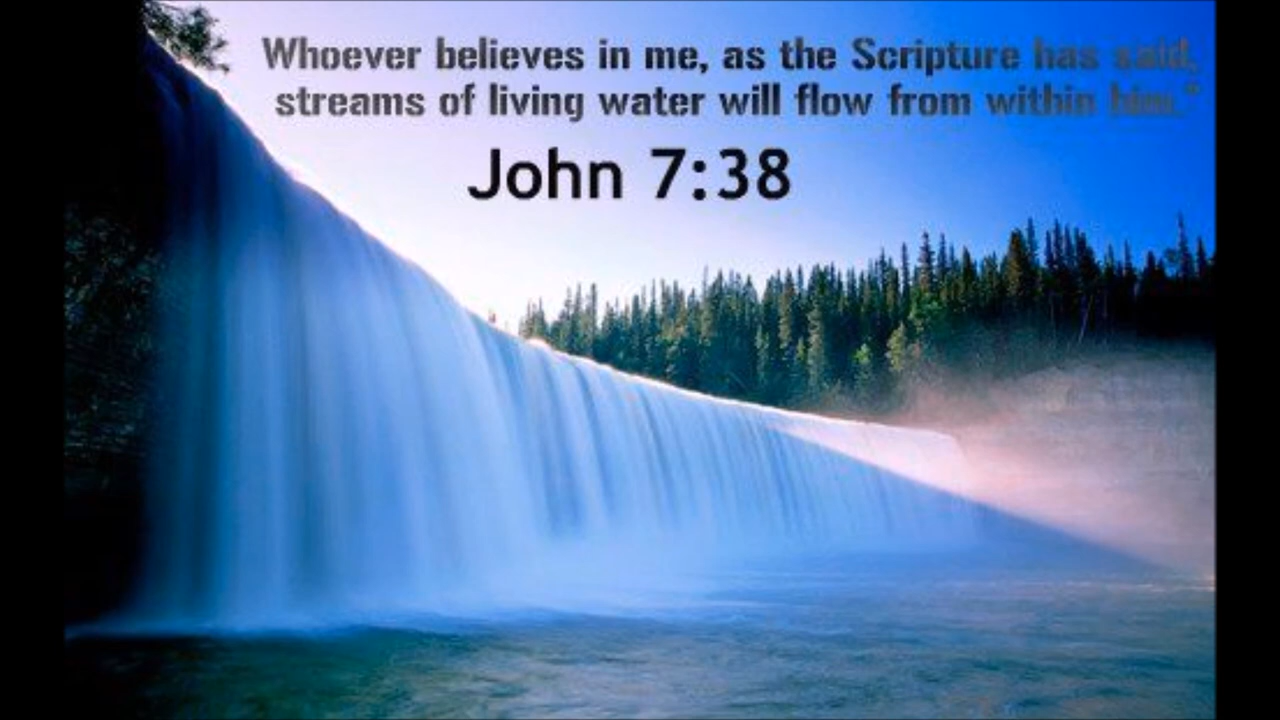 Whoever believes in me, as the Scripture has said,
streams of living water will flow from within him."
John 7:38